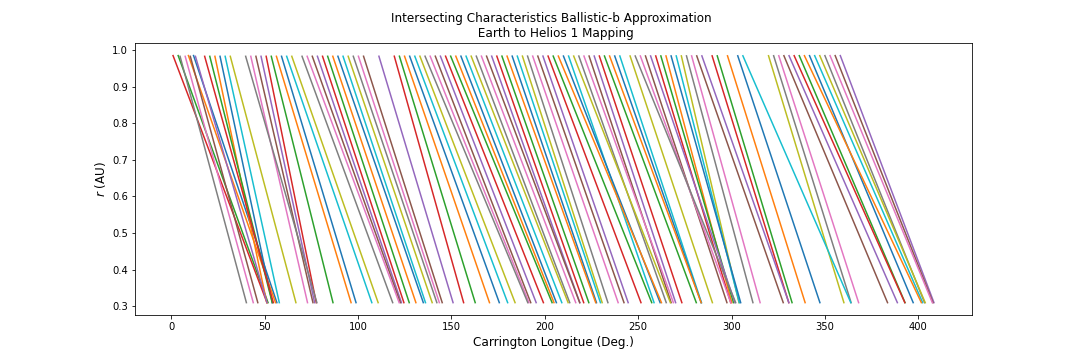 Intersecting Characteristics Ballistic-b Approximation
Earth to Helios 1 Mapping
1.0
0.9
0.8
0.7
0.6
0.5
0.4
0.3
r (AU)
0 50 100 150 200 250 300 350 400
Carrington Longitue (Deg.)